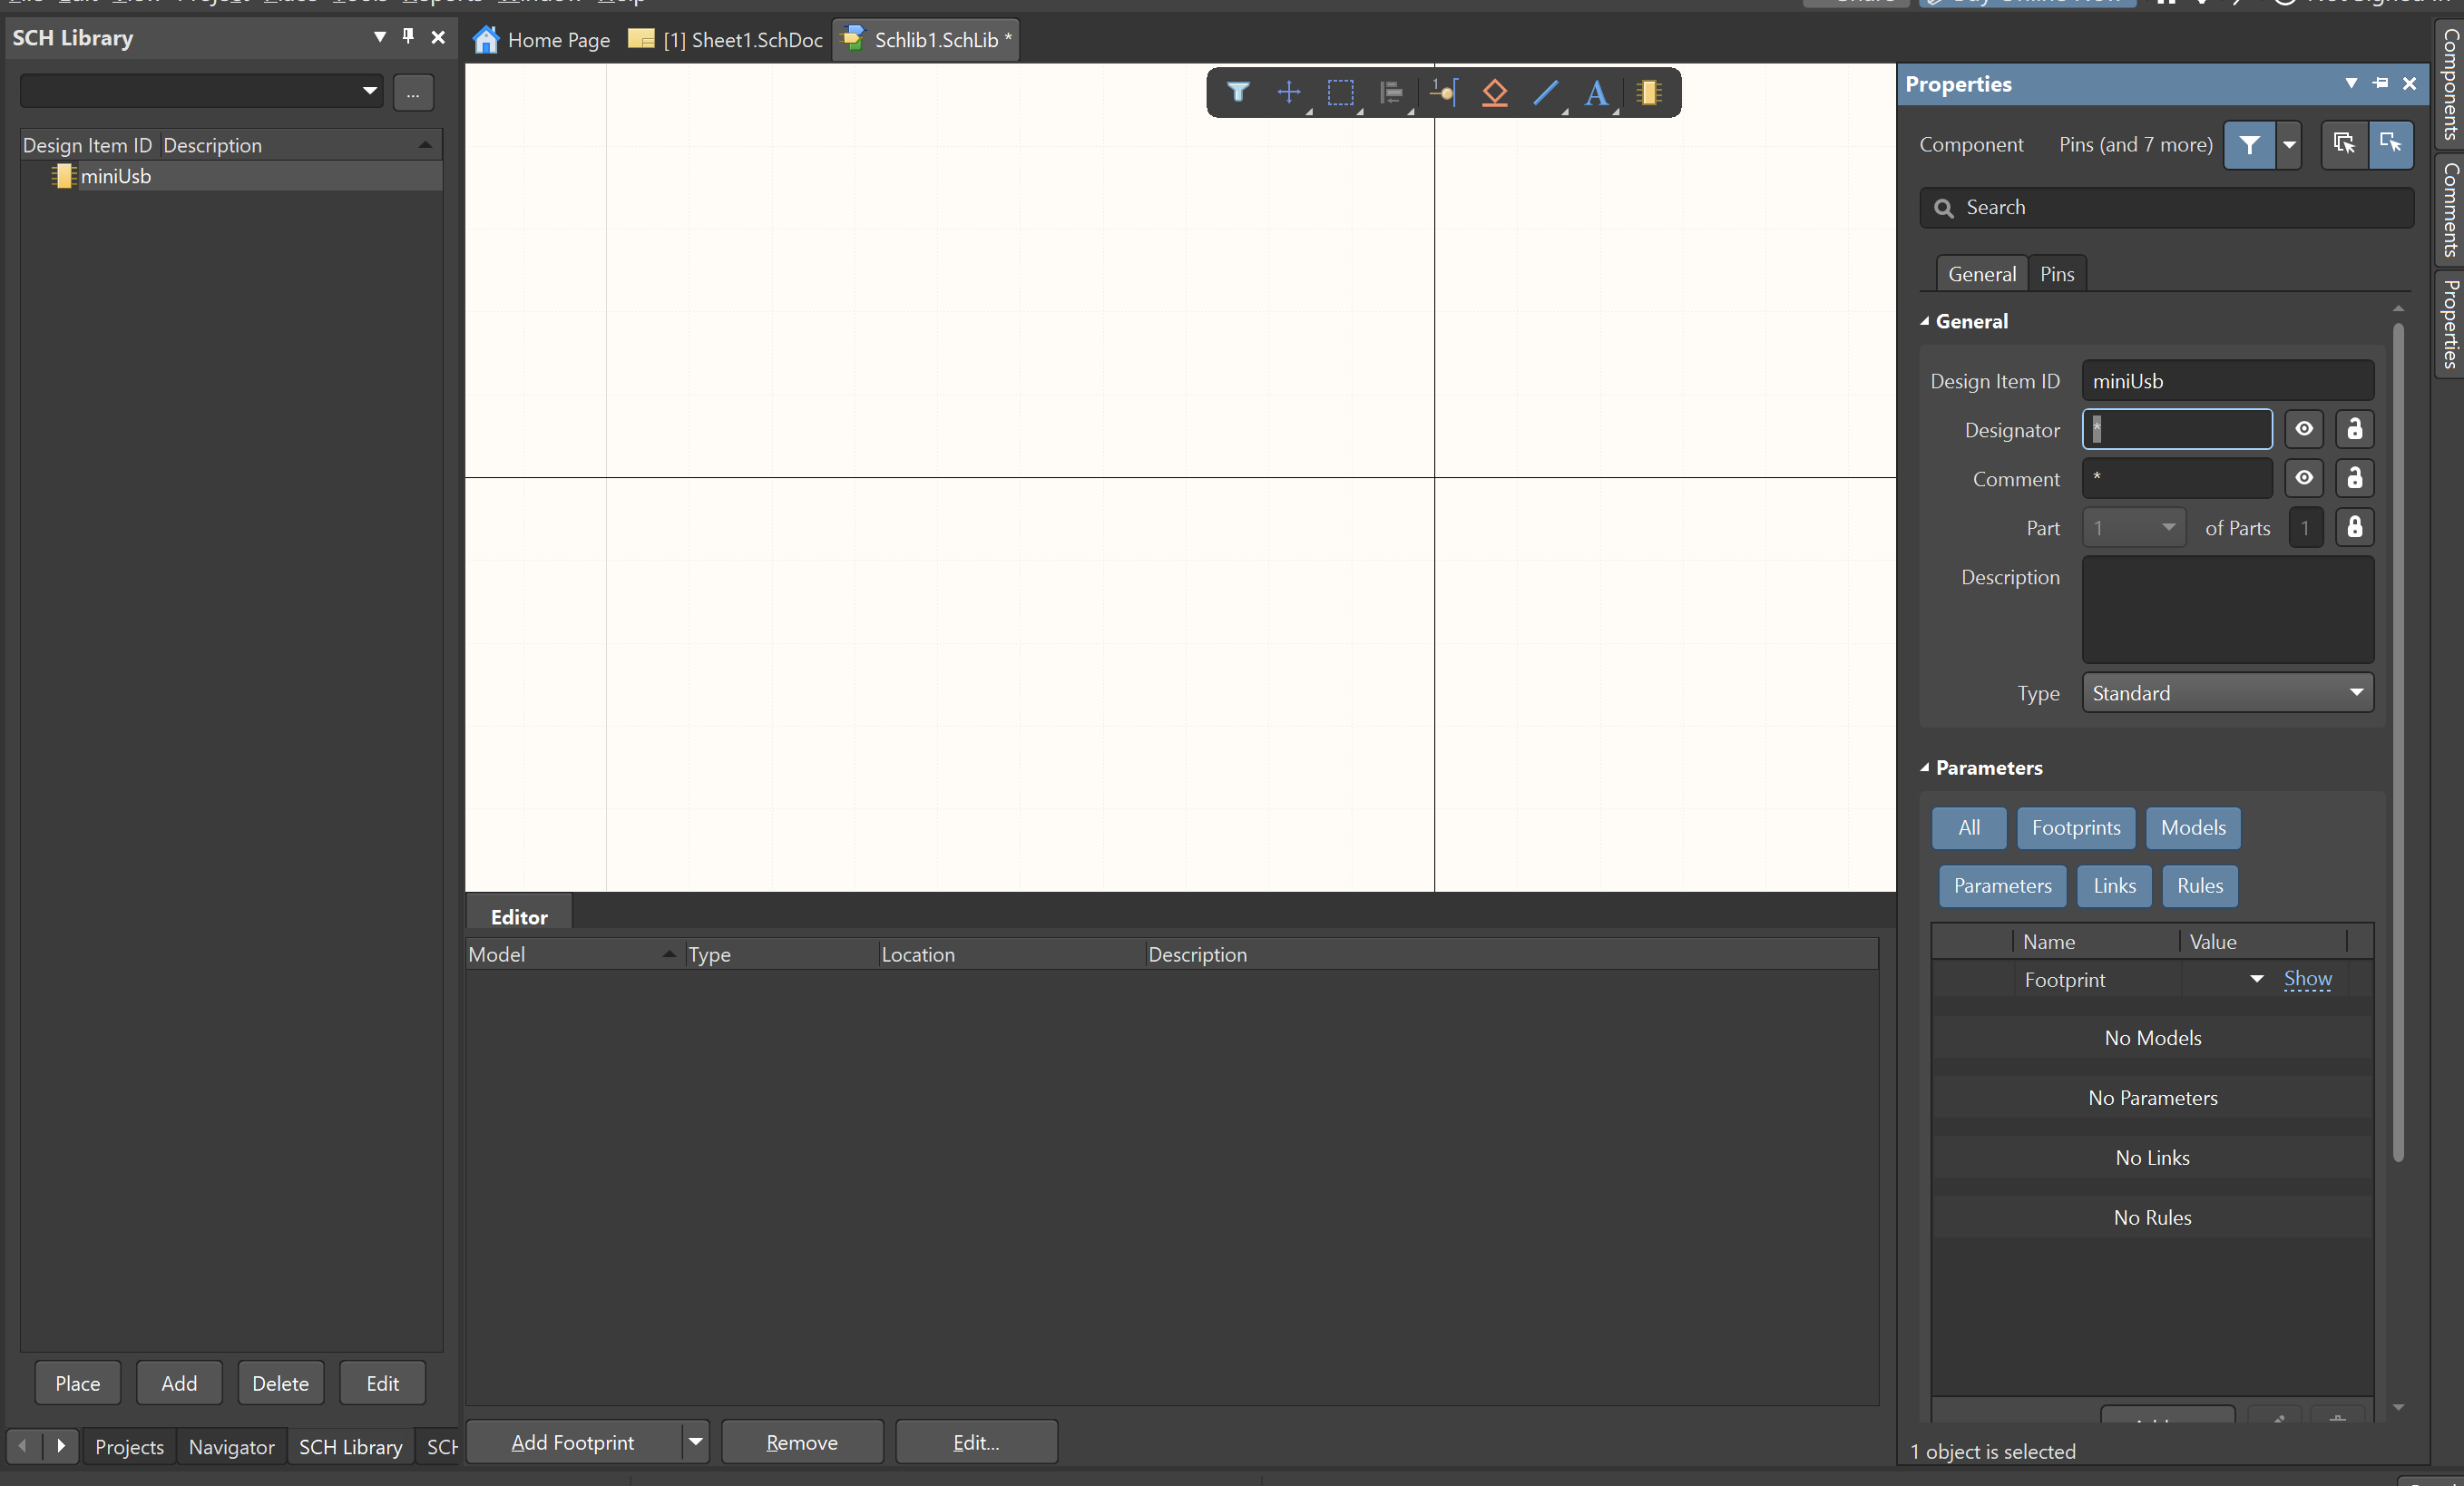 SCH Library
Home Page
[1] Sheet1.SchDoc
Schlib1.SchLib *
...
Design Item ID
Description
miniUsb
Properties
Component
Pins (and 7 more)
Search
General
Pins
General
Design Item ID
miniUsb
Designator
*
Comment
*
Part
1
of Parts
1
Description
Type
Standard
Parameters
All
Footprints
Models
Parameters
Links
Rules
Name
Value
Footprint
Show
No Models
No Parameters
No Links
No Rules
1 object is selected
Components
Comments
Properties
Editor
Model
Type
Location
Description
Add Footprint
Remove
Edit...
Place
Add
Delete
Edit
Projects
Navigator
SCH Library
SCH